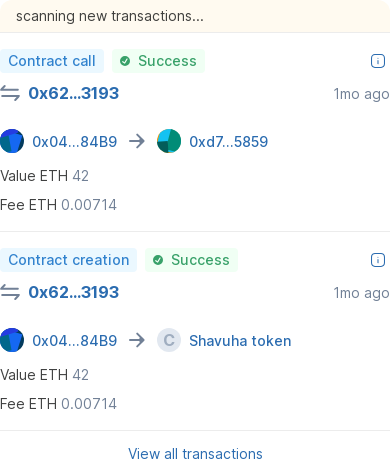 scanning new transactions...
Contract call
Success
0x62...3193
1mo ago
0x04...84B9
0xd7...5859
Value ETH 42
Fee ETH 0.00714
Contract creation
Success
0x62...3193
1mo ago
0x04...84B9
C
Shavuha token
Value ETH 42
Fee ETH 0.00714
View all transactions